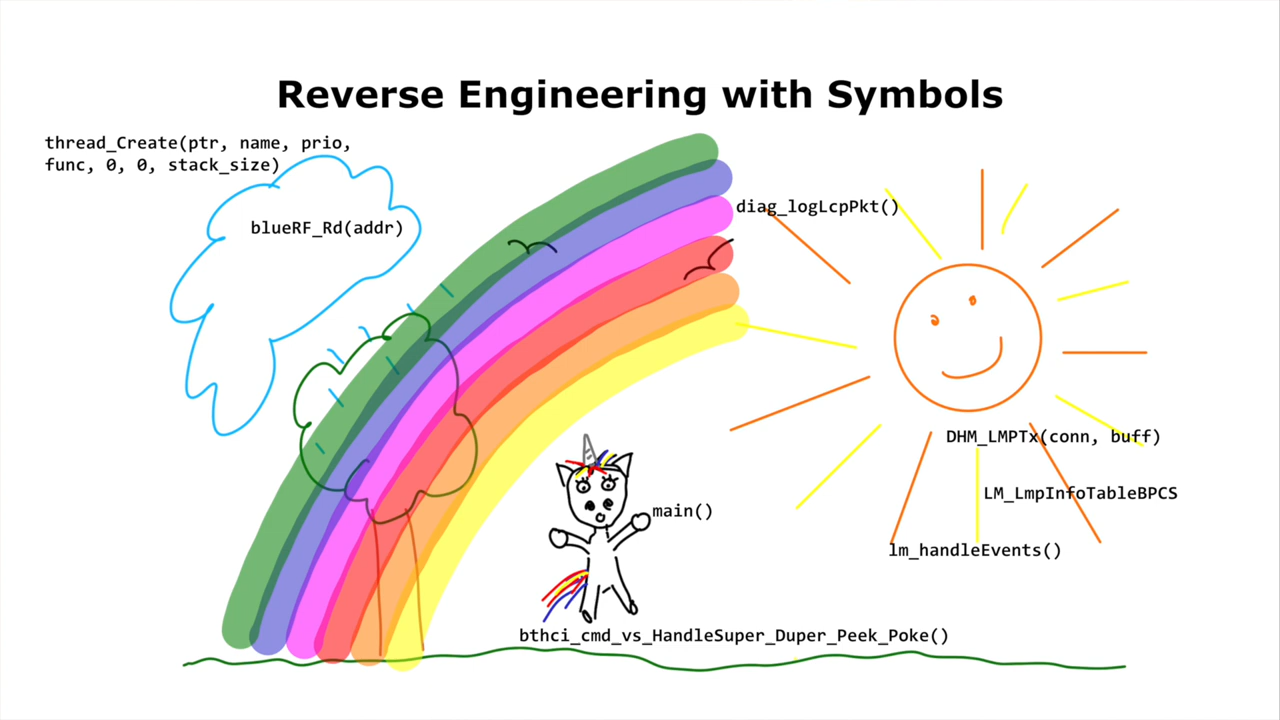 Reverse Engineering with Symbols
thread_Create(ptr, name, prio,
func, 0, 0, stack_size)
blueRF_Rd(addr)
diag_logLcpPkt()
DHM_LMPTx(conn, buff)
LM_LmpInfoTableBPCS
main()
lm_handleEvents()
bthci_cmd_vs_HandleSuper_Duper_Peek_Poke()